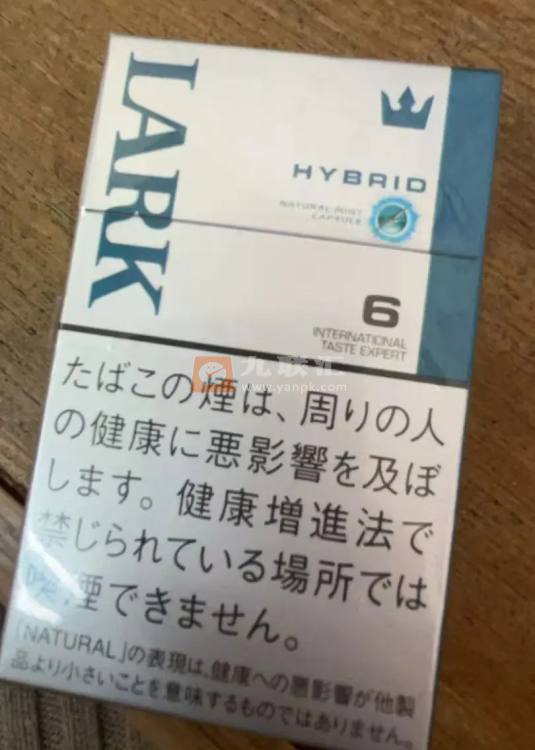 LARK
HYBRID
NATURAL MINT
CAPSULE
6
INTERNATIONAL
TASTE EXPERT
九联汇
www.yanpk.com
たばこの煙は、周りの人
の健康に悪影響を及ぼ
します。健康増進法で
禁じられている場所では
喫煙できません。
「NATURAL」の表現は、健康への悪影響が他製
品より小さいことを意味するものではありません。